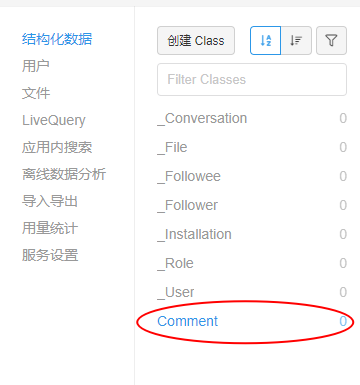 结构化数据
用户
文件
LiveQuery
应用内搜索
离线数据分析
导入导出
用量统计
服务设置
创建 Class
Filter Classes
_Conversation 0
_File 0
_Followee 0
_Follower 0
_Installation 0
_Role 0
_User 0
Comment 0